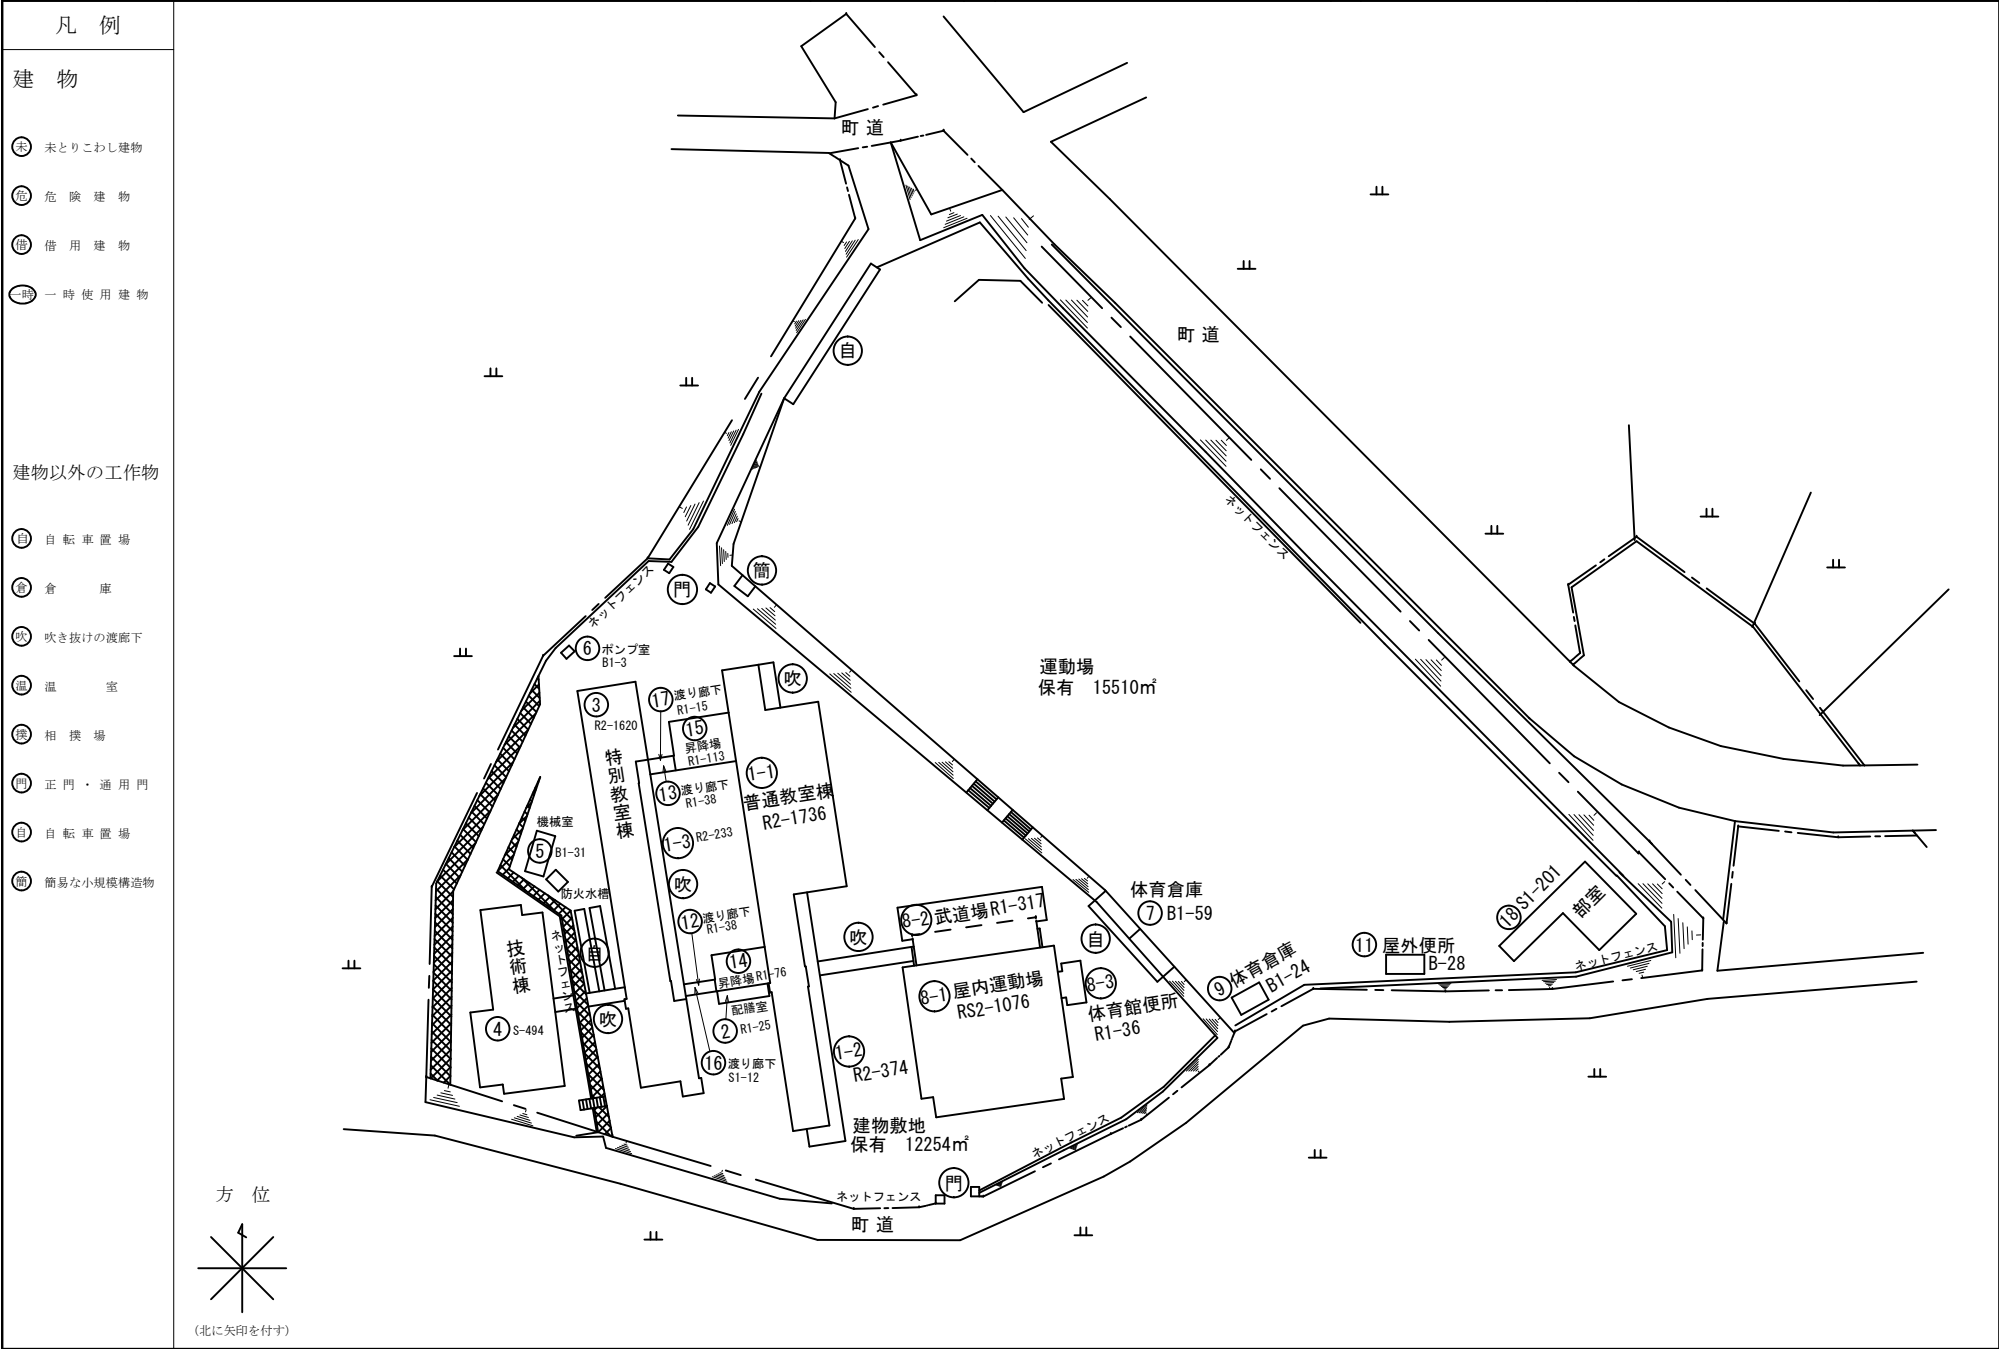 凡 例
建 物
未 未とりこわし建物
危 危 険 建 物
借 借 用 建 物
一時 一 時 使 用 建 物
建物以外の工作物
自 自 転 車 置 場
倉 倉 庫
吹 吹き抜けの渡廊下
温 温 室
撲 相 撲 場
門 正 門 ・ 通 用 門
自 自 転 車 置 場
簡 簡易な小規模構造物
方 位
(北に矢印を付す)
町 道
町 道
自
ネットフェンス
簡
門
ネットフェンス
6 ポンプ室
B1-3
運動場
保有 15510㎡
3
R2-1620
特別教室棟
17 渡り廊下
R1-15
吹
15
昇降場
R1-113
13 渡り廊下
R1-38
1-1
普通教室棟
R2-1736
1-3 R2-233
吹
機械室
5 B1-31
防火水槽
12 渡り廊下
R1-38
技術棟
4 S-494
ネットフェンス
自
吹
14
昇降場 R1-76
配膳室
2 R1-25
16 渡り廊下
S1-12
吹
1-2
R2-374
8-2 武道場 R1-317
8-1 屋内運動場
RS2-1076
8-3
体育館便所
R1-36
自
体育倉庫
7 B1-59
9 体育倉庫
B1-24
11 屋外便所
B-28
18 S1-201
部室
ネットフェンス
建物敷地
保有 12254㎡
ネットフェンス
門
ネットフェンス
町 道